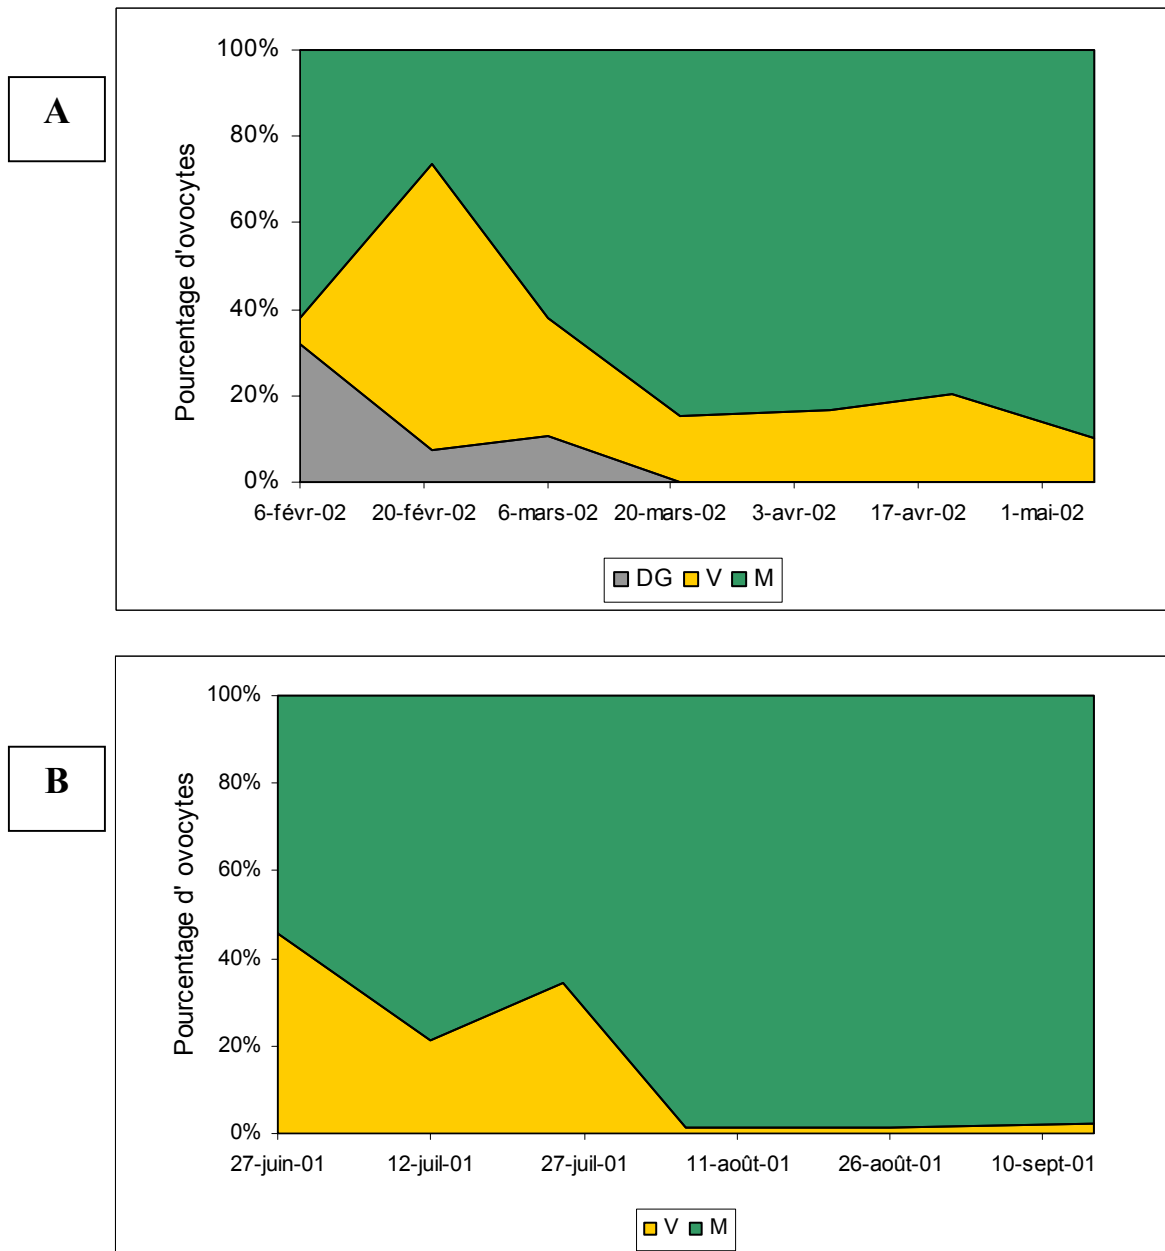 A
Pourcentage d'ovocytes
100%
80%
60%
40%
20%
0%
6-févr-02 20-févr-02 6-mars-02 20-mars-02 3-avr-02 17-avr-02 1-mai-02
DG V M
B
Pourcentage d' ovocytes
100%
80%
60%
40%
20%
0%
27-juin-01 12-juil-01 27-juil-01 11-août-01 26-août-01 10-sept-01
V M